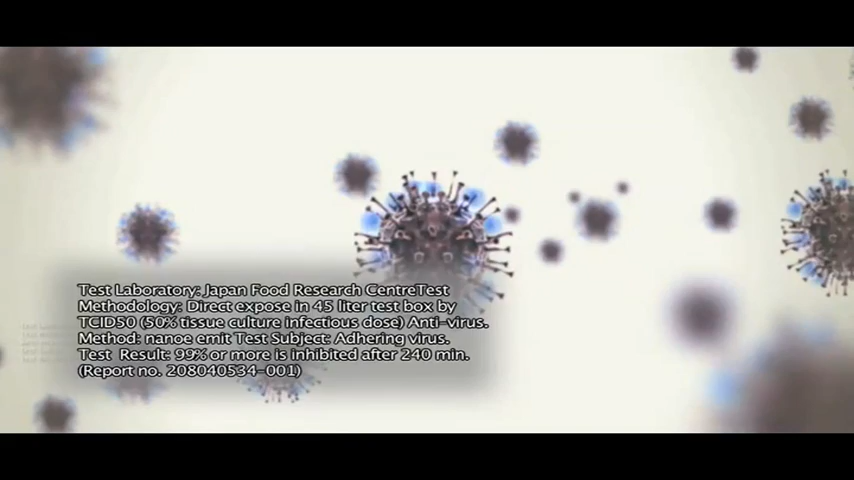 Test Laboratory: Japan Food Research CentreTest
Methodology: Direct expose in 45 liter test box by
TCID50 (50% tissue culture infectious dose) Anti-virus.
Method: nanoe emit Test Subject: Adhering virus.
Test  Result: 99% or more is inhibited after 240 min.
(Report no. 208040534-001)